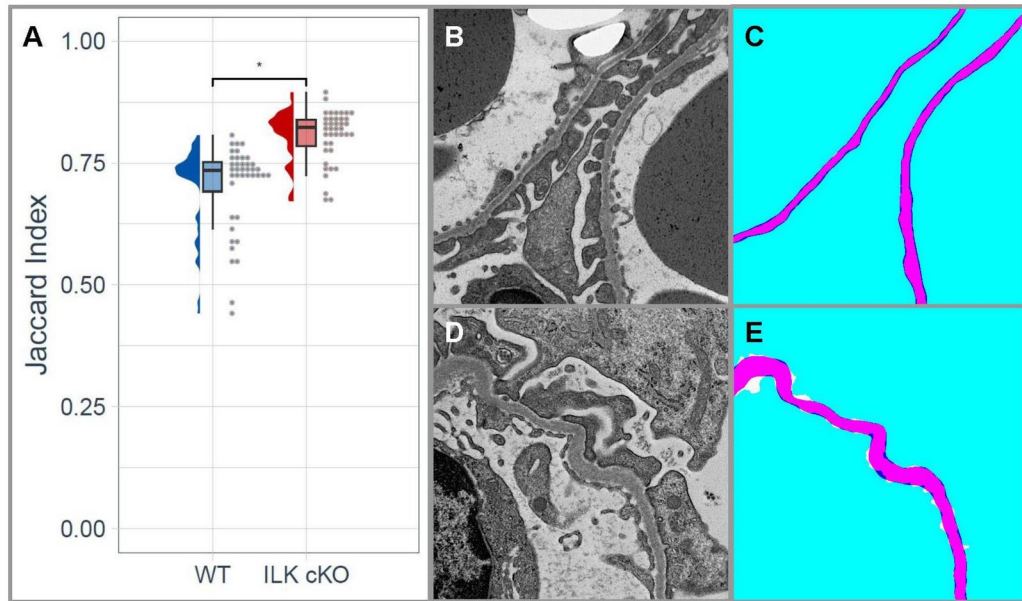 A
B
C
1.00
*
0.75
Jaccard Index
0.50
D
E
0.25
0.00
WT
ILK cKO